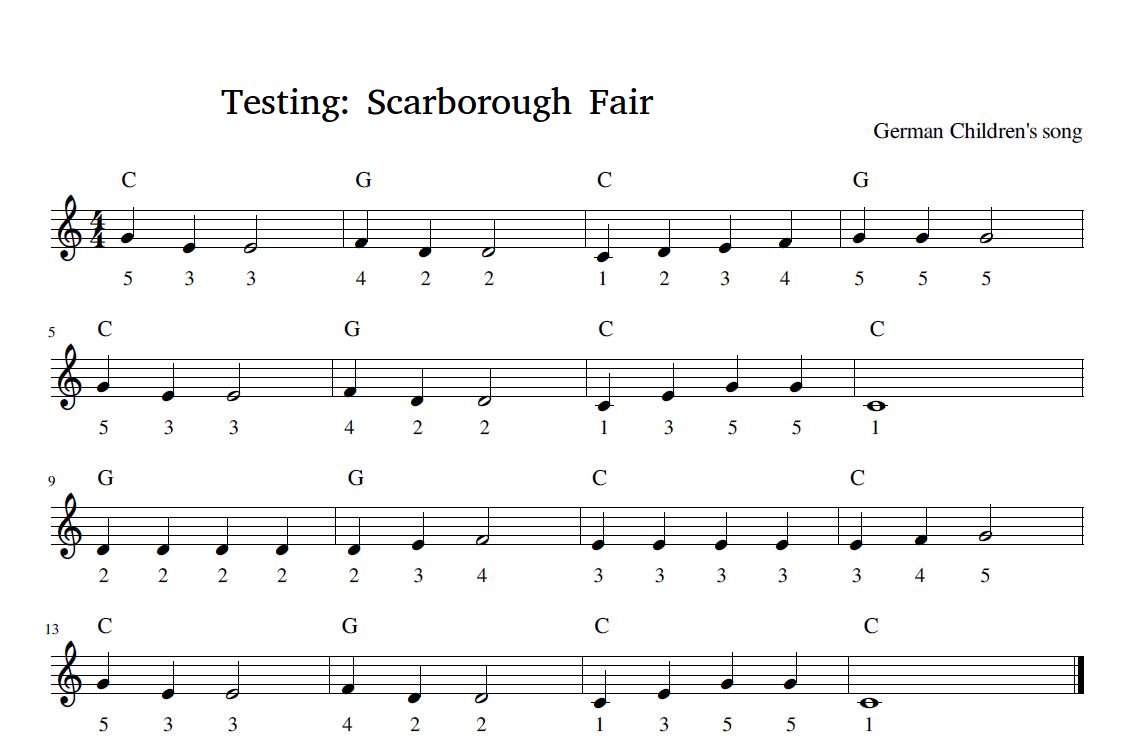 Testing: Scarborough Fair
German Children's song
C G C G
4
4
5 3 3 4 2 2 1 2 3 4 5 5 5
5 C G C C
5 3 3 4 2 2 1 3 5 5 1
9 G G C C
2 2 2 2 2 3 4 3 3 3 3 3 4 5
13 C G C C
5 3 3 4 2 2 1 3 5 5 1